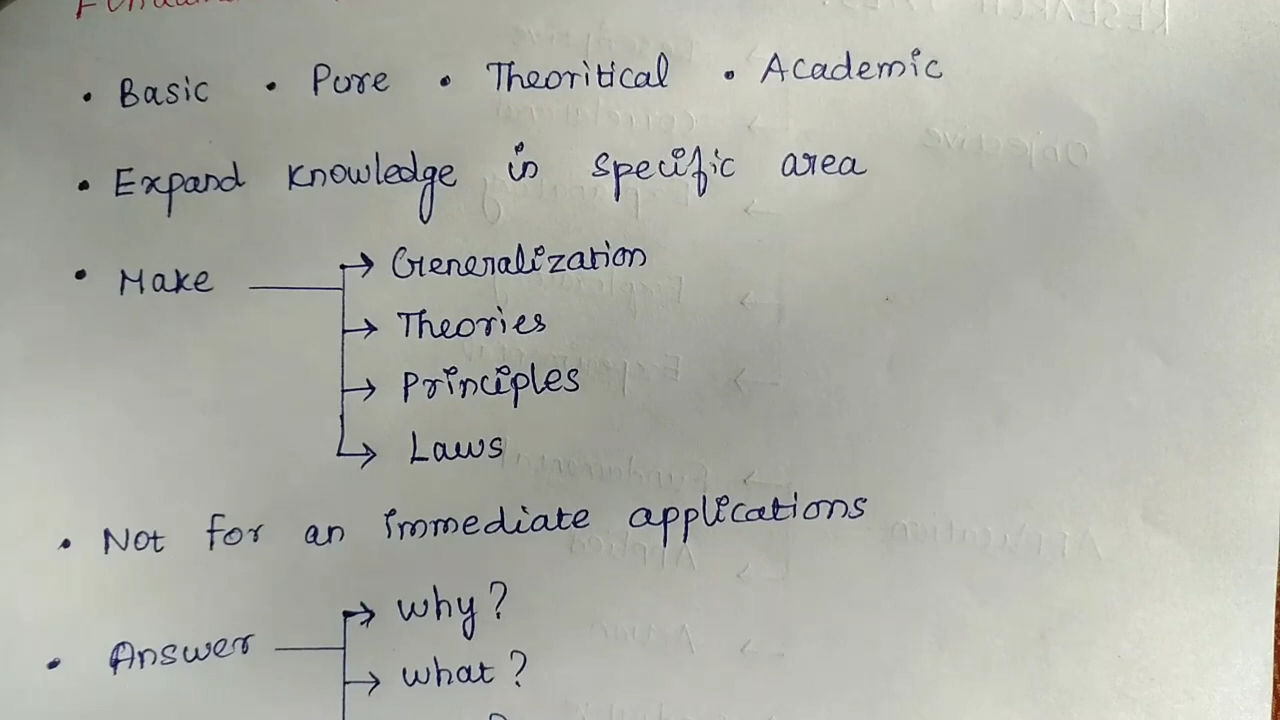 • Basic • Pure • Theoritical • Academic
• Expand knowledge in specific area
• Make → Generalization
→ Theories
→ Principles
→ Laws
• Not for an immediate applications
• Answer → why?
→ what?